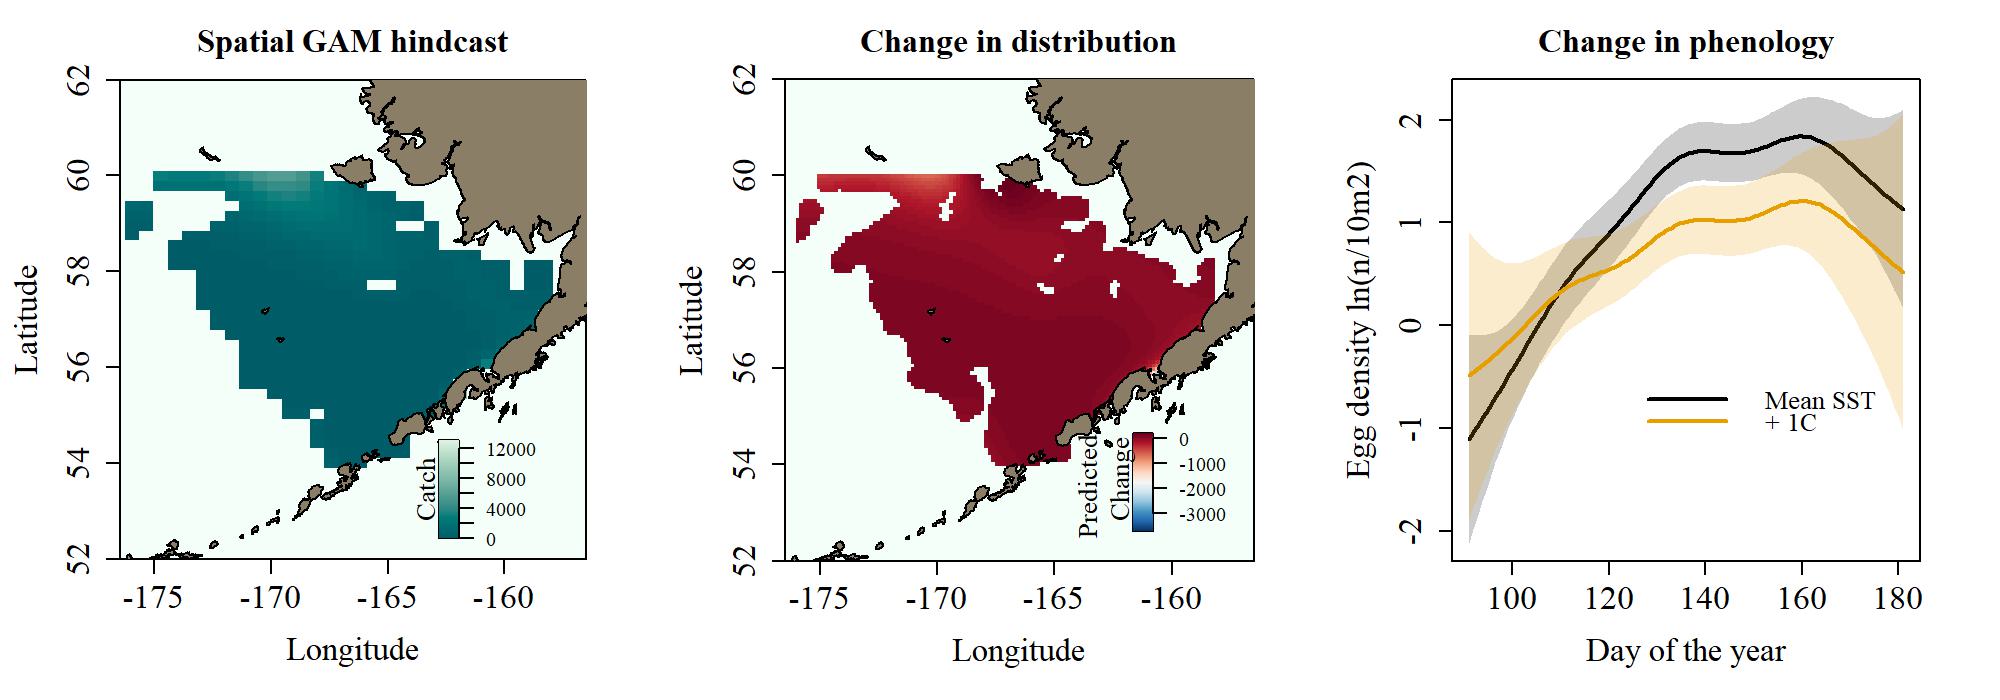 Spatial GAM hindcast
Latitude
62
60
58
56
54
52
-175
-170
-165
-160
Longitude
Catch
12000
8000
4000
0
Change in distribution
Latitude
62
60
58
56
54
52
-175
-170
-165
-160
Longitude
Predicted
Change
0
-1000
-2000
-3000
Change in phenology
Egg density ln(n/10m2)
2
1
0
-1
-2
100
120
140
160
180
Day of the year
Mean SST
+ 1C